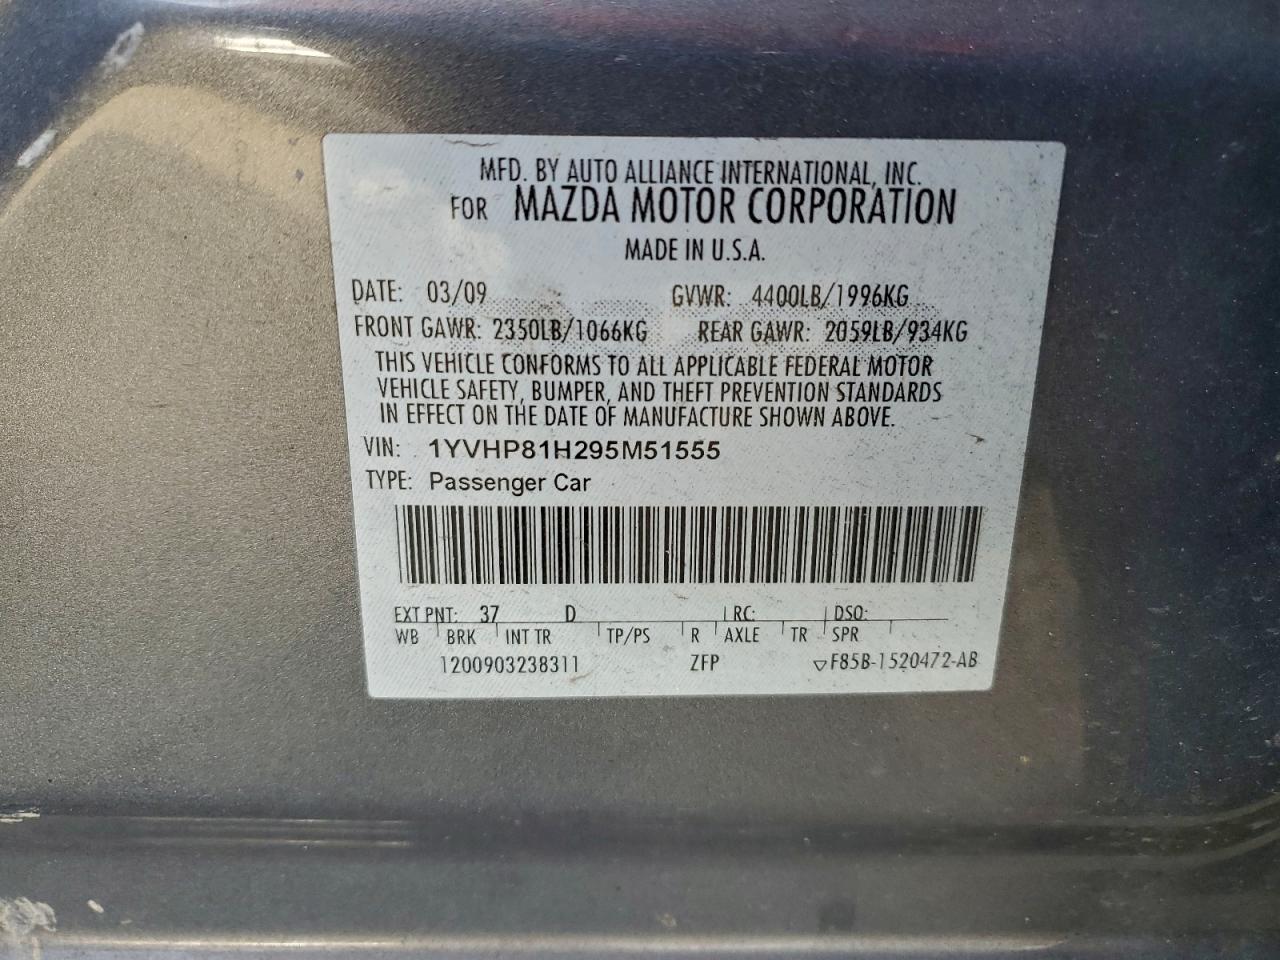 MFD. BY AUTO ALLIANCE INTERNATIONAL, INC.
FOR MAZDA MOTOR CORPORATION
MADE IN U.S.A.
DATE: 03/09 GVWR: 4400LB/1996KG
FRONT GAWR: 2350LB/1066KG REAR GAWR: 2059LB/934KG
THIS VEHICLE CONFORMS TO ALL APPLICABLE FEDERAL MOTOR
VEHICLE SAFETY, BUMPER, AND THEFT PREVENTION STANDARDS
IN EFFECT ON THE DATE OF MANUFACTURE SHOWN ABOVE.
VIN: 1YVHP81H295M51555
TYPE: Passenger Car
EXT PNT: 37 D RC: DSO:
WB BRK INT TR TP/PS R AXLE TR SPR
1200903238311 ZFP F85B-1520472-AB